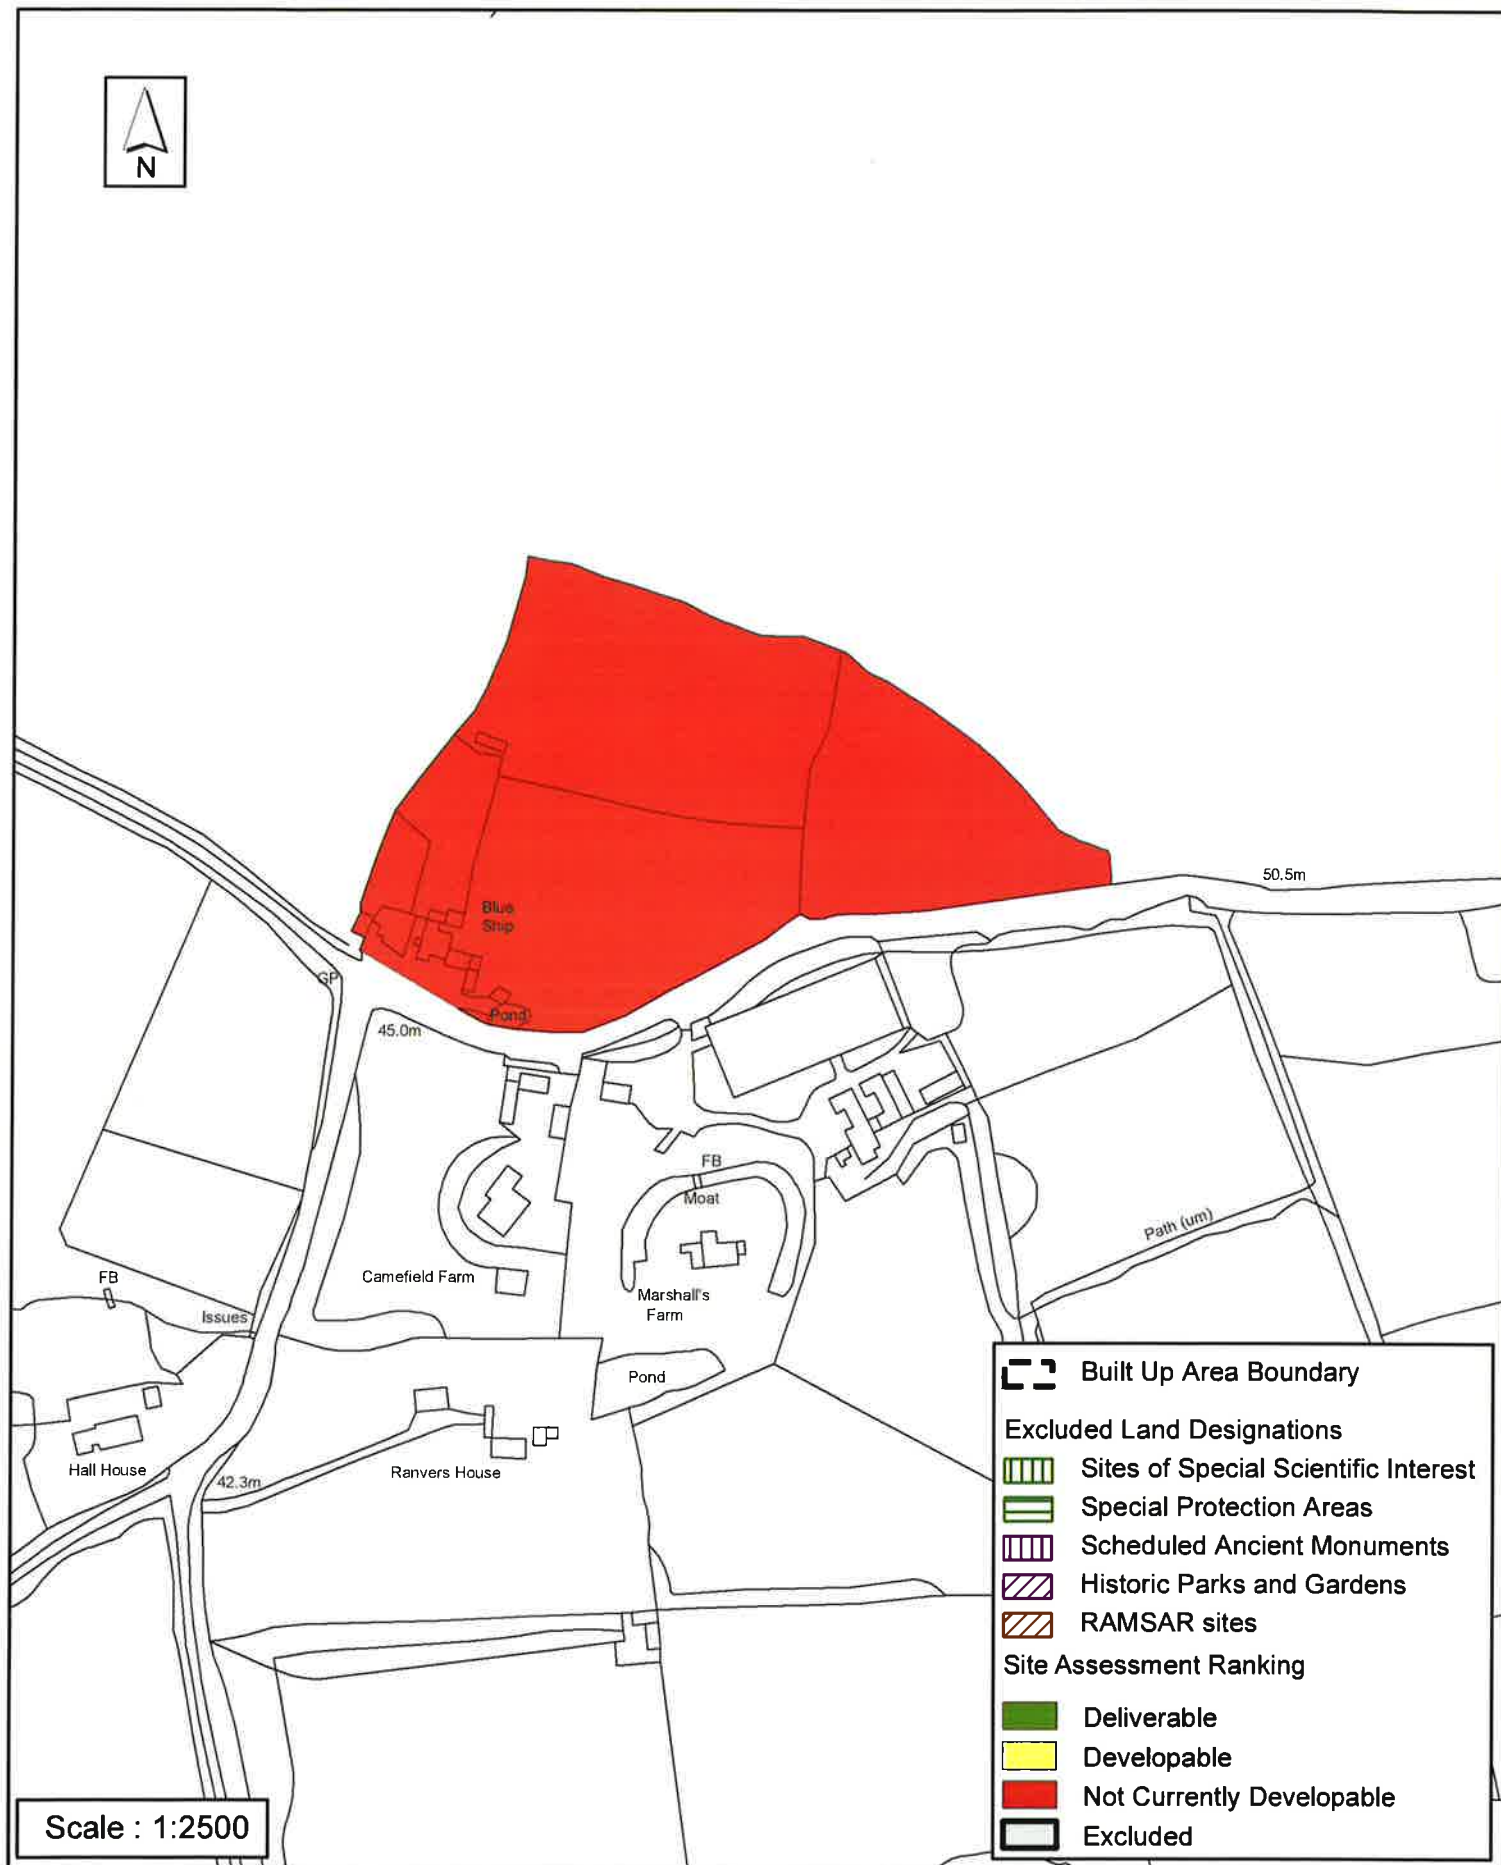 N
50.5m
Blue
Ship
GP
Pond
45.0m
FB
Moat
Path (um)
FB
Camefield Farm
Marshall's
Farm
Issues
Pond
Hall House
Ranvers House
42.3m
Built Up Area Boundary
Excluded Land Designations
Sites of Special Scientific Interest
Special Protection Areas
Scheduled Ancient Monuments
Historic Parks and Gardens
RAMSAR sites
Site Assessment Ranking
Deliverable
Developable
Not Currently Developable
Excluded
Scale : 1:2500